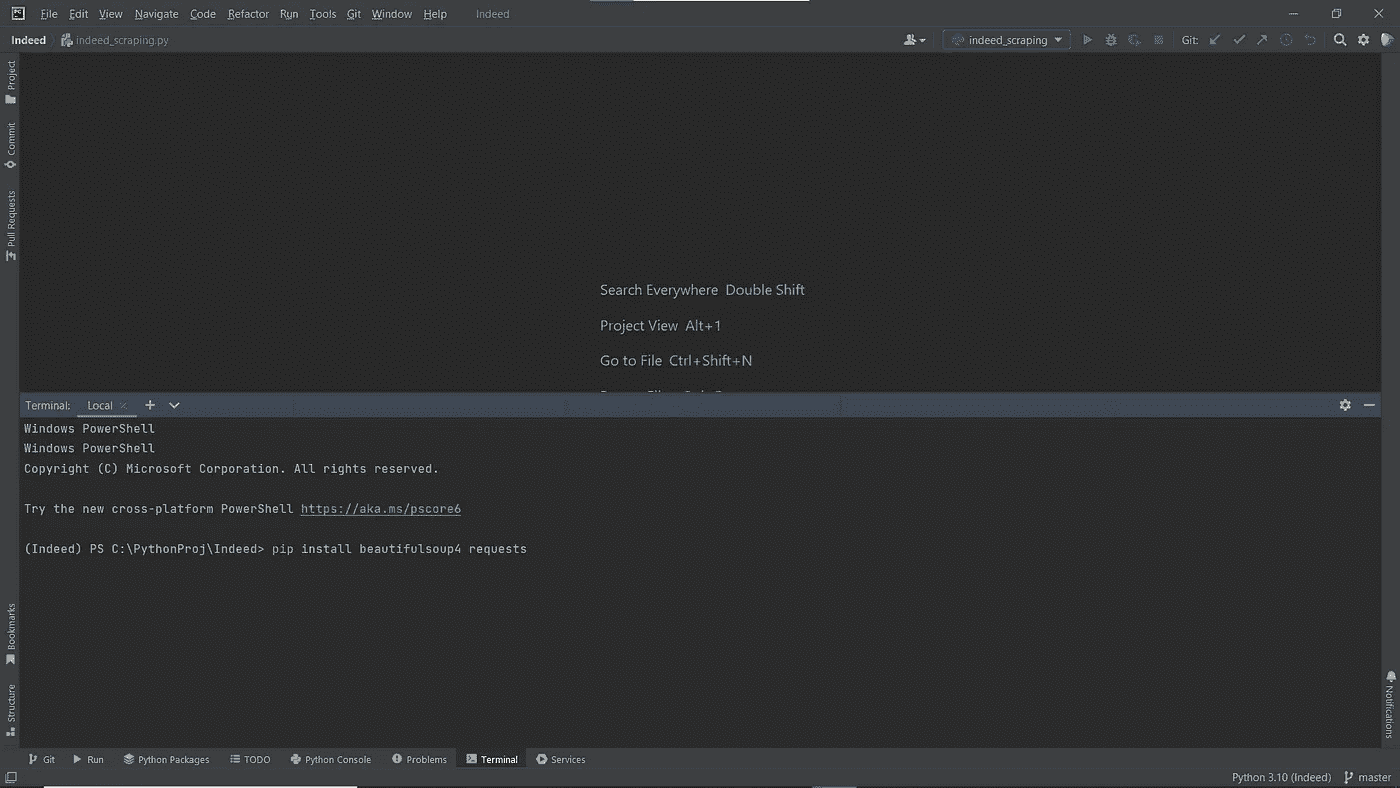 PC File Edit View Navigate Code Refactor Run Tools Git Window Help Indeed
Indeed indeed_scraping.py indeed_scraping Git:
Project
Commit
Pull Requests
Search Everywhere Double Shift
Project View Alt+1
Go to File Ctrl+Shift+N
Terminal: Local
Windows PowerShell
Windows PowerShell
Copyright (C) Microsoft Corporation. All rights reserved.
Try the new cross-platform PowerShell https://aka.ms/pscore6
(Indeed) PS C:\PythonProj\Indeed> pip install beautifulsoup4 requests
Bookmarks
Structure
Notifications
Git Run Python Packages TODO Python Console Problems Terminal Services
Python 3.10 (Indeed) master